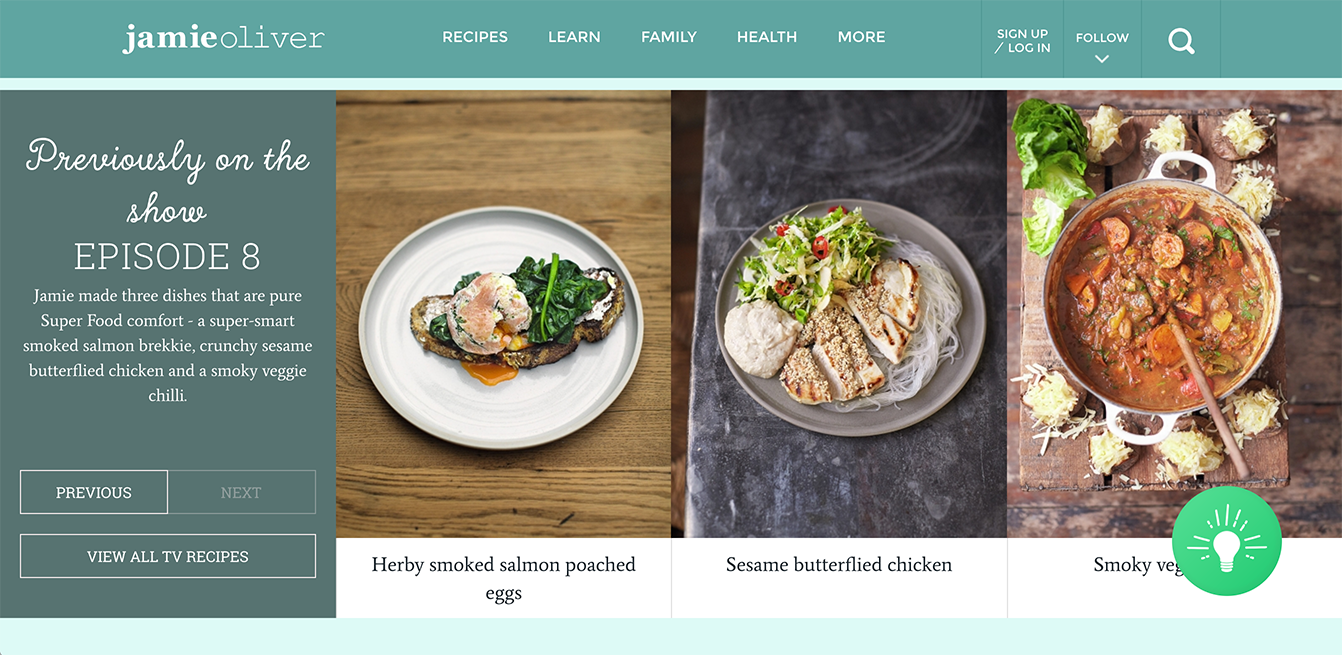 jamieoliver
RECIPES LEARN FAMILY HEALTH MORE
SIGN UP
/ LOG IN
FOLLOW
Previously on the
show
EPISODE 8
Jamie made three dishes that are pure
Super Food comfort - a super-smart
smoked salmon brekkie, crunchy sesame
butterflied chicken and a smoky veggie
chilli.
PREVIOUS
NEXT
VIEW ALL TV RECIPES
Herby smoked salmon poached
eggs
Sesame butterflied chicken
Smoky